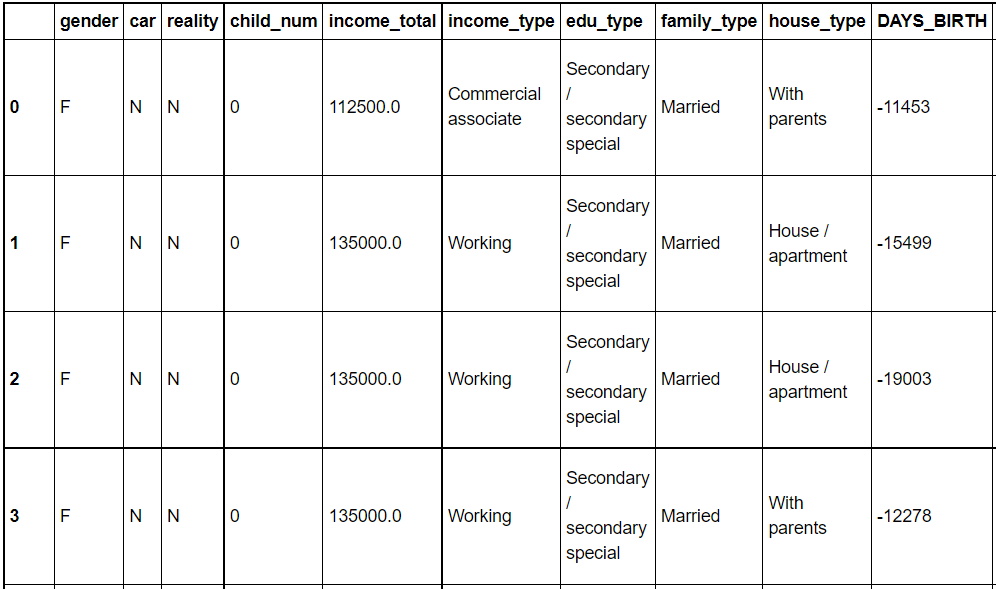 gender car reality child_num income_total income_type edu_type family_type house_type DAYS_BIRTH
0 F N N 0 112500.0 Commercial associate Secondary / secondary special Married With parents -11453
1 F N N 0 135000.0 Working Secondary / secondary special Married House / apartment -15499
2 F N N 0 135000.0 Working Secondary / secondary special Married House / apartment -19003
3 F N N 0 135000.0 Working Secondary / secondary special Married With parents -12278